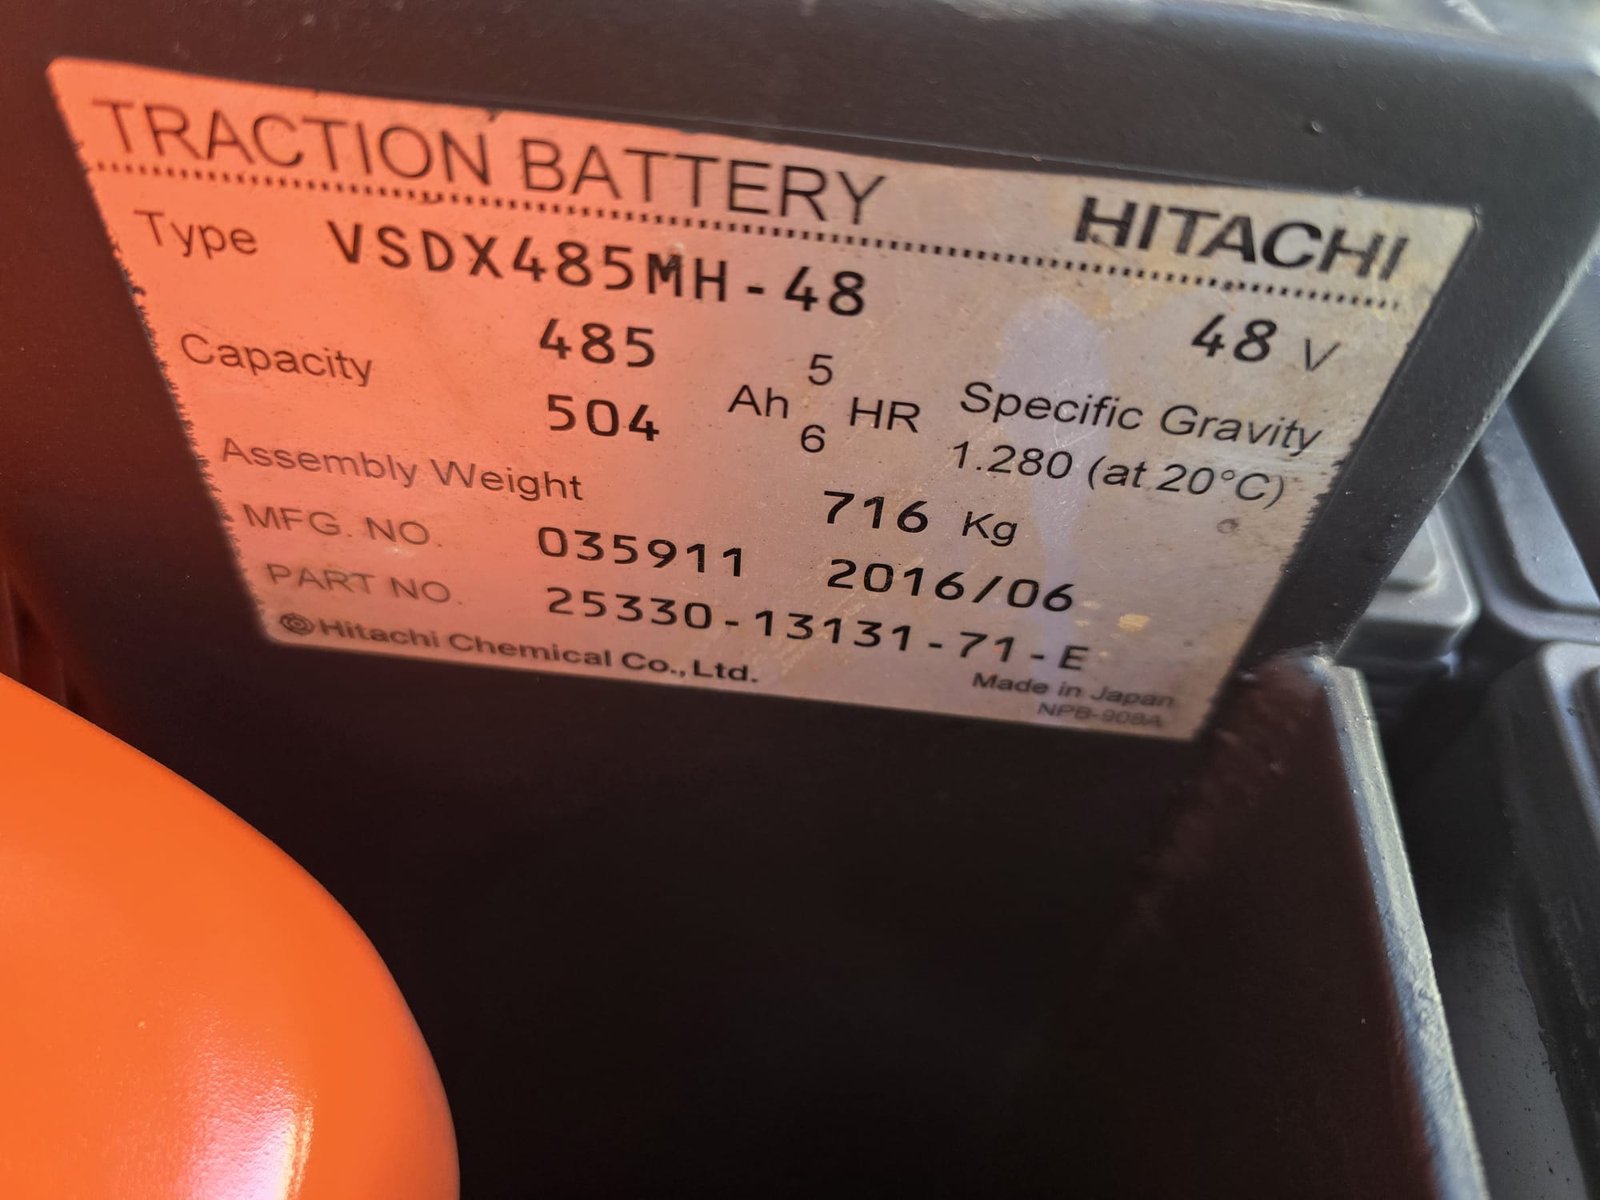 TRACTION BATTERY HITACHI
Type VSDX485MH-48 48 V
Capacity 485 Ah 5 HR Specific Gravity
504 6 1.280 (at 20°C)
Assembly Weight 716 Kg
MFG. NO. 035911 2016/06
PART NO. 25330-13131-71-E
Hitachi Chemical Co., Ltd. Made in Japan
NPB-908A